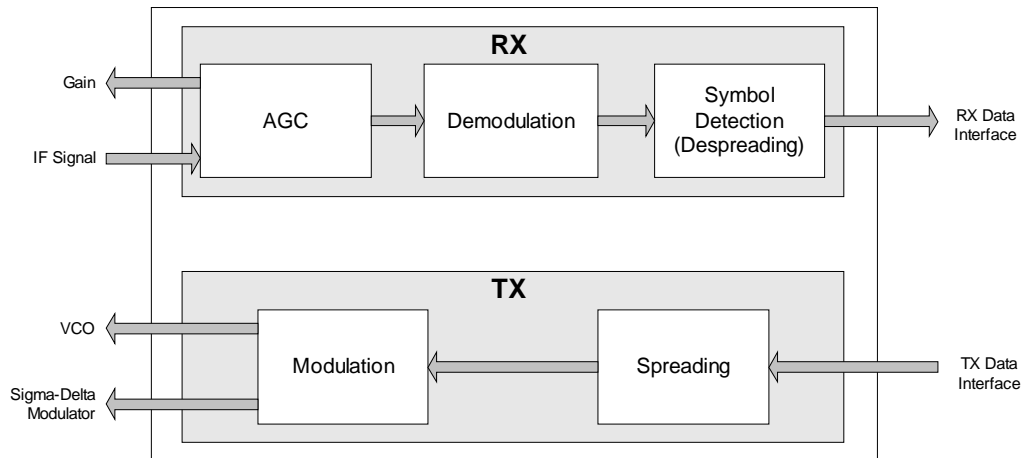 RX
Gain
AGC
Demodulation
Symbol
Detection
(Despreading)
IF Signal
RX Data
Interface
TX
VCO
Modulation
Spreading
TX Data
Interface
Sigma-Delta
Modulator